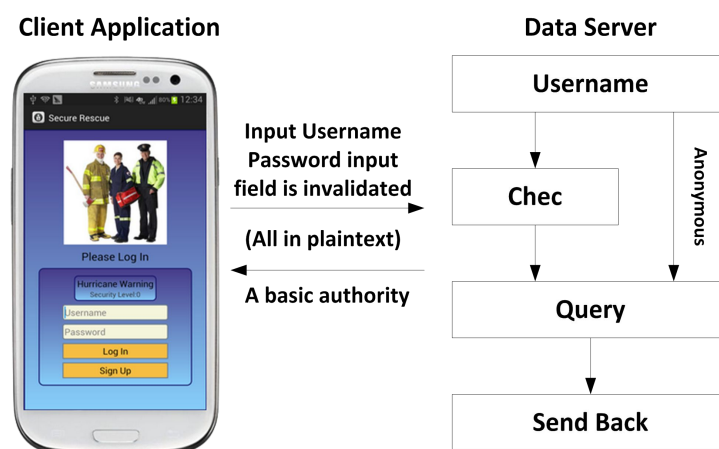 Client Application
Data Server
SAMSUNG
80% 12:34
Secure Rescue
Please Log In
Hurricane Warning
Security Level:0
Username
Password
Log In
Sign Up
Input Username
Password input
field is invalidated
(All in plaintext)
A basic authority
Username
Anonymous
Chec
Query
Send Back